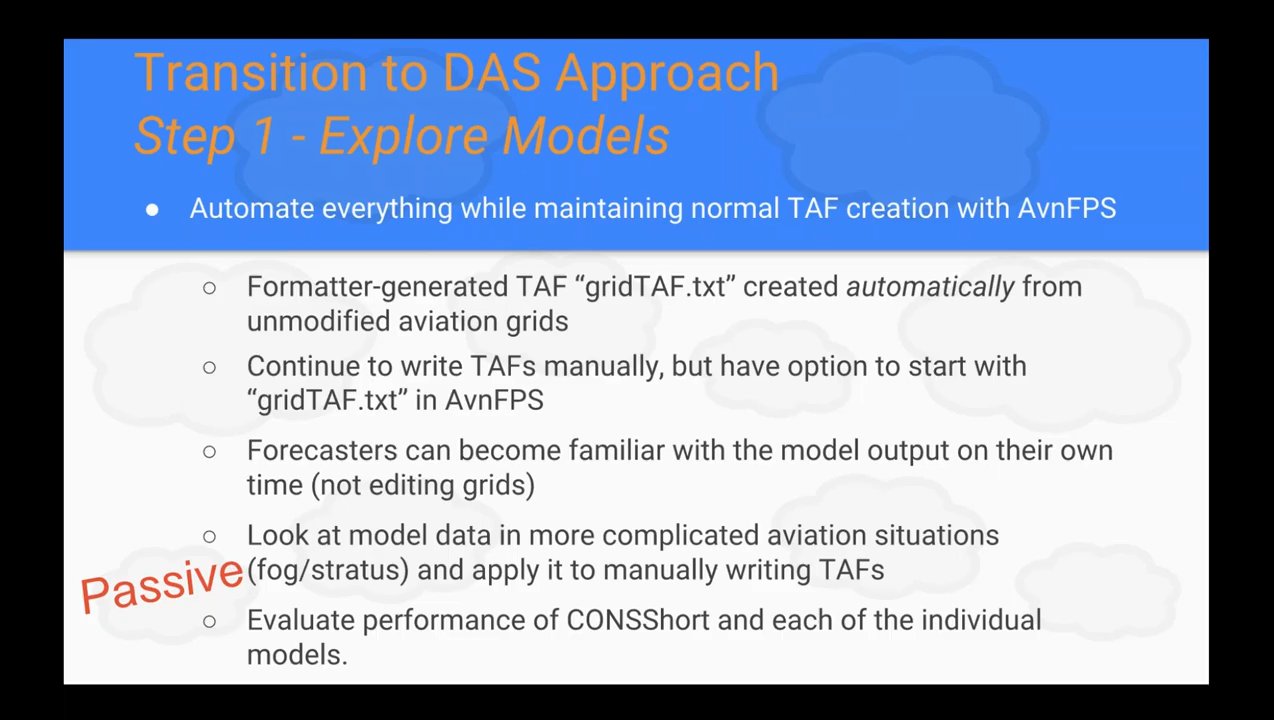 Transition to DAS Approach
Step 1 - Explore Models
● Automate everything while maintaining normal TAF creation with AvnFPS
○ Formatter-generated TAF “gridTAF.txt” created automatically from
unmodified aviation grids
○ Continue to write TAFs manually, but have option to start with
“gridTAF.txt” in AvnFPS
○ Forecasters can become familiar with the model output on their own
time (not editing grids)
○ Look at model data in more complicated aviation situations
(fog/stratus) and apply it to manually writing TAFs
Passive
○ Evaluate performance of CONSShort and each of the individual
models.